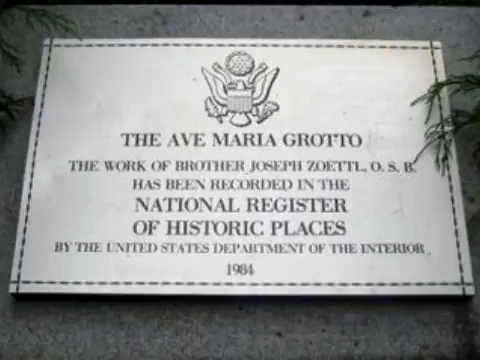 THE AVE MARIA GROTTO
THE WORK OF BROTHER JOSEPH ZOETTL, O. S. B.
HAS BEEN RECORDED IN THE
NATIONAL REGISTER
OF HISTORIC PLACES
BY THE UNITED STATES DEPARTMENT OF THE INTERIOR
1984